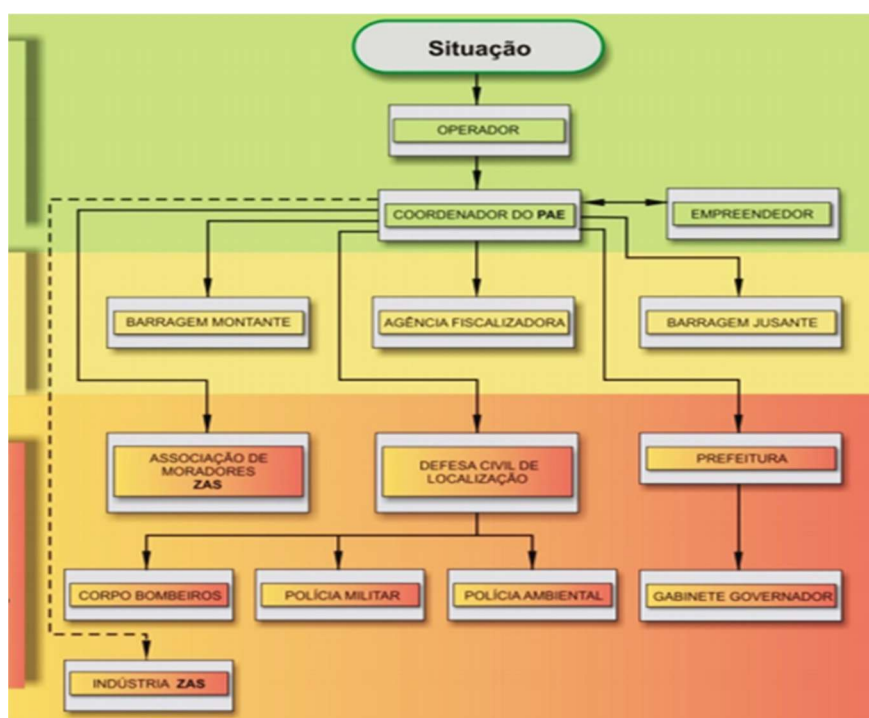 Situação
OPERADOR
COORDENADOR DO PAE
EMPREENDEDOR
BARRAGEM MONTANTE
AGÊNCIA FISCALIZADORA
BARRAGEM JUSANTE
ASSOCIAÇÃO DE
MORADORES
ZAS
DEFESA CIVIL DE
LOCALIZAÇÃO
PREFEITURA
CORPO BOMBEIROS
POLÍCIA MILITAR
POLÍCIA AMBIENTAL
GABINETE GOVERNADOR
INDÚSTRIA ZAS